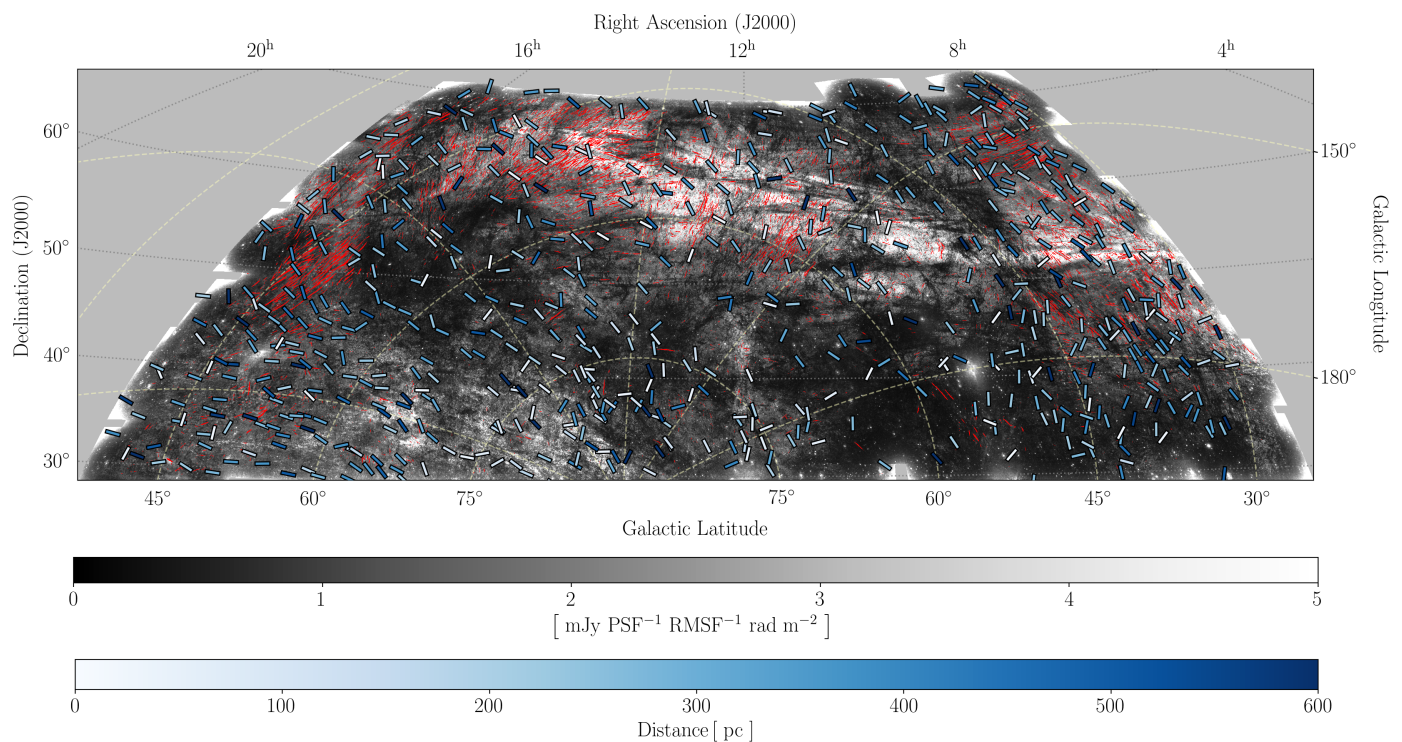 Right Ascension (J2000)
20ʰ 16ʰ 12ʰ 8ʰ 4ʰ
60°
50°
40°
30°
Declination (J2000)
150°
180°
Galactic Longitude
45° 60° 75° 75° 60° 45° 30°
Galactic Latitude
0 1 2 3 4 5
[ mJy PSF⁻¹ RMSF⁻¹ rad m⁻² ]
0 100 200 300 400 500 600
Distance [ pc ]